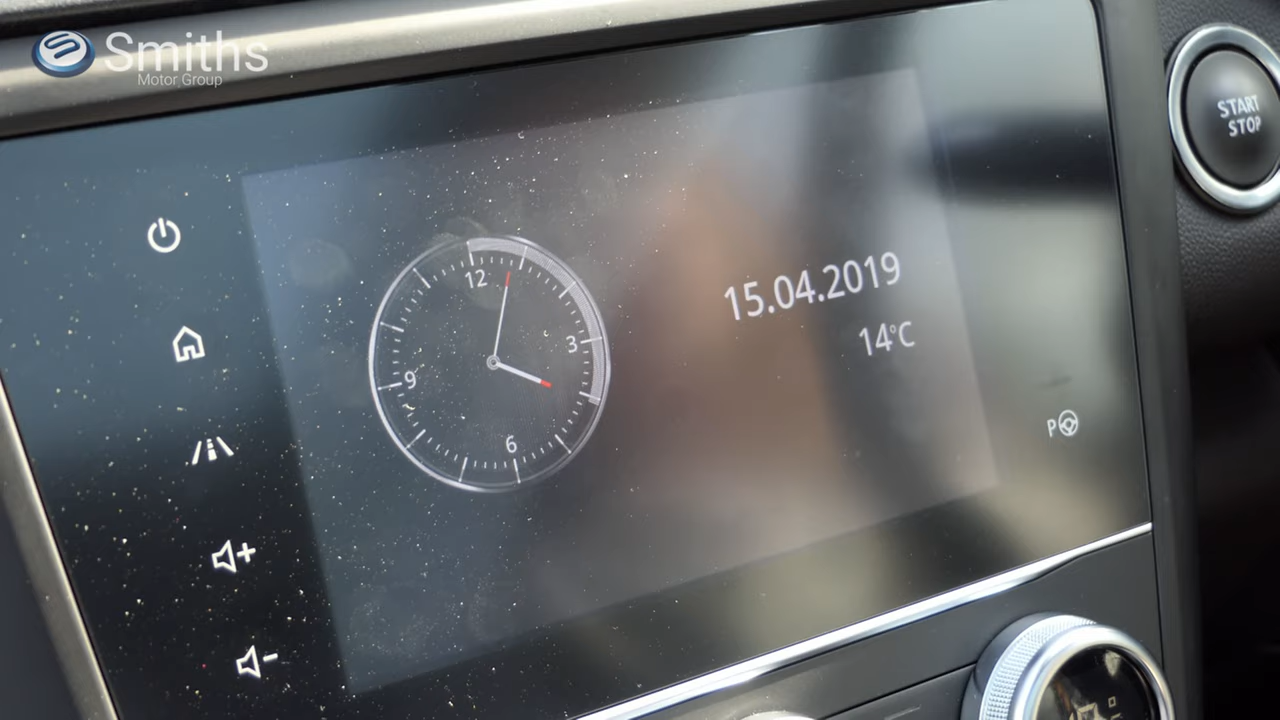 Smiths
Motor Group
START
STOP
12
3
9
6
15.04.2019
14°C
P